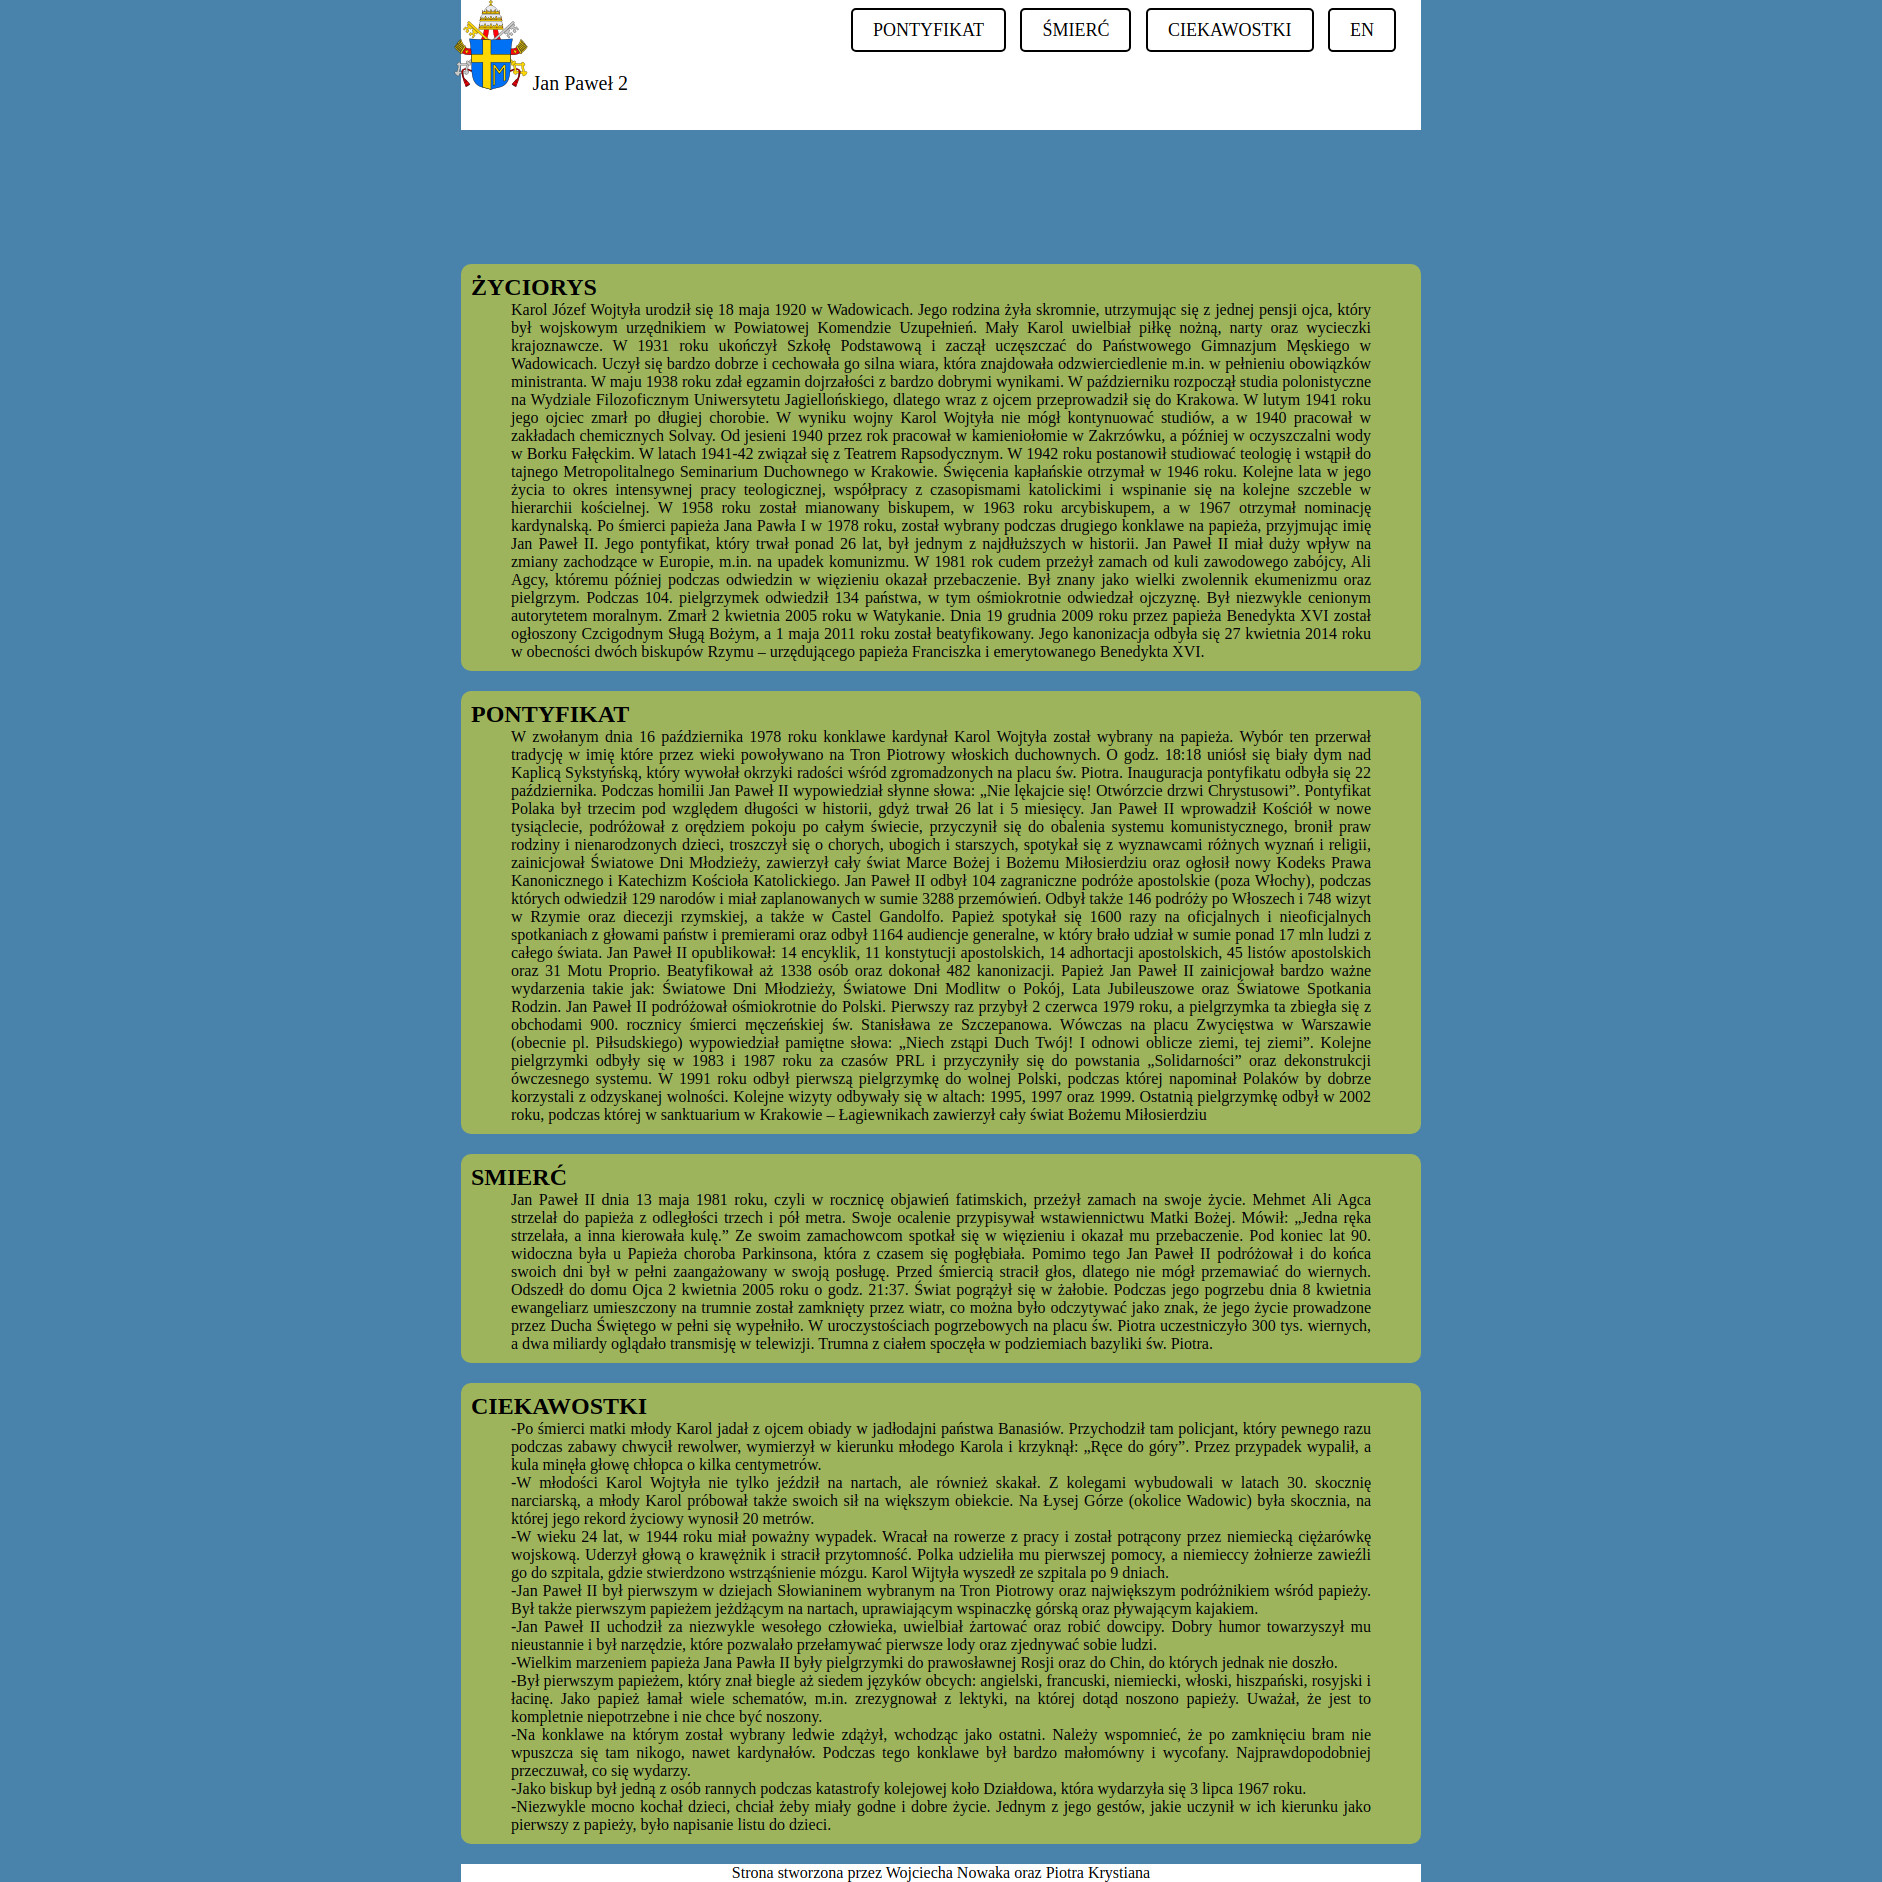 PONTYFIKAT ŚMIERĆ CIEKAWOSTKI EN
Jan Paweł 2
ŻYCIORYS
Karol Józef Wojtyła urodził się 18 maja 1920 w Wadowicach. Jego rodzina żyła skromnie, utrzymując się z jednej pensji ojca, który
był wojskowym urzędnikiem w Powiatowej Komendzie Uzupełnień. Mały Karol uwielbiał piłkę nożną, narty oraz wycieczki
krajoznawcze. W 1931 roku ukończył Szkołę Podstawową i zaczął uczęszczać do Państwowego Gimnazjum Męskiego w
Wadowicach. Uczył się bardzo dobrze i cechowała go silna wiara, która znajdowała odzwierciedlenie m.in. w pełnieniu obowiązków
ministranta. W maju 1938 roku zdał egzamin dojrzałości z bardzo dobrymi wynikami. W październiku rozpoczął studia polonistyczne
na Wydziale Filozoficznym Uniwersytetu Jagiellońskiego, dlatego wraz z ojcem przeprowadził się do Krakowa. W lutym 1941 roku
jego ojciec zmarł po długiej chorobie. W wyniku wojny Karol Wojtyła nie mógł kontynuować studiów, a w 1940 pracował w
zakładach chemicznych Solvay. Od jesieni 1940 przez rok pracował w kamieniołomie w Zakrzówku, a później w oczyszczalni wody
w Borku Fałęckim. W latach 1941-42 związał się z Teatrem Rapsodycznym. W 1942 roku postanowił studiować teologię i wstąpił do
tajnego Metropolitalnego Seminarium Duchownego w Krakowie. Święcenia kapłańskie otrzymał w 1946 roku. Kolejne lata w jego
życia to okres intensywnej pracy teologicznej, współpracy z czasopismami katolickimi i wspinanie się na kolejne szczeble w
hierarchii kościelnej. W 1958 roku został mianowany biskupem, w 1963 roku arcybiskupem, a w 1967 otrzymał nominację
kardynalską. Po śmierci papieża Jana Pawła I w 1978 roku, został wybrany podczas drugiego konklawe na papieża, przyjmując imię
Jan Paweł II. Jego pontyfikat, który trwał ponad 26 lat, był jednym z najdłuższych w historii. Jan Paweł II miał duży wpływ na
zmiany zachodzące w Europie, m.in. na upadek komunizmu. W 1981 rok cudem przeżył zamach od kuli zawodowego zabójcy, Ali
Agcy, któremu później podczas odwiedzin w więzieniu okazał przebaczenie. Był znany jako wielki zwolennik ekumenizmu oraz
pielgrzym. Podczas 104. pielgrzymek odwiedził 134 państwa, w tym ośmiokrotnie odwiedzał ojczyznę. Był niezwykle cenionym
autorytetem moralnym. Zmarł 2 kwietnia 2005 roku w Watykanie. Dnia 19 grudnia 2009 roku przez papieża Benedykta XVI został
ogłoszony Czcigodnym Sługą Bożym, a 1 maja 2011 roku został beatyfikowany. Jego kanonizacja odbyła się 27 kwietnia 2014 roku
w obecności dwóch biskupów Rzymu – urzędującego papieża Franciszka i emerytowanego Benedykta XVI.
PONTYFIKAT
W zwołanym dnia 16 października 1978 roku konklawe kardynał Karol Wojtyła został wybrany na papieża. Wybór ten przerwał
tradycję w imię które przez wieki powoływano na Tron Piotrowy włoskich duchownych. O godz. 18:18 uniósł się biały dym nad
Kaplicą Sykstyńską, który wywołał okrzyki radości wśród zgromadzonych na placu św. Piotra. Inauguracja pontyfikatu odbyła się 22
października. Podczas homilii Jan Paweł II wypowiedział słynne słowa: „Nie lękajcie się! Otwórzcie drzwi Chrystusowi”. Pontyfikat
Polaka był trzecim pod względem długości w historii, gdyż trwał 26 lat i 5 miesięcy. Jan Paweł II wprowadził Kościół w nowe
tysiąclecie, podróżował z orędziem pokoju po całym świecie, przyczynił się do obalenia systemu komunistycznego, bronił praw
rodziny i nienarodzonych dzieci, troszczył się o chorych, ubogich i starszych, spotykał się z wyznawcami różnych wyznań i religii,
zainicjował Światowe Dni Młodzieży, zawierzył cały świat Marce Bożej i Bożemu Miłosierdziu oraz ogłosił nowy Kodeks Prawa
Kanonicznego i Katechizm Kościoła Katolickiego. Jan Paweł II odbył 104 zagraniczne podróże apostolskie (poza Włochy), podczas
których odwiedził 129 narodów i miał zaplanowanych w sumie 3288 przemówień. Odbył także 146 podróży po Włoszech i 748 wizyt
w Rzymie oraz diecezji rzymskiej, a także w Castel Gandolfo. Papież spotykał się 1600 razy na oficjalnych i nieoficjalnych
spotkaniach z głowami państw i premierami oraz odbył 1164 audiencje generalne, w który brało udział w sumie ponad 17 mln ludzi z
całego świata. Jan Paweł II opublikował: 14 encyklik, 11 konstytucji apostolskich, 14 adhortacji apostolskich, 45 listów apostolskich
oraz 31 Motu Proprio. Beatyfikował aż 1338 osób oraz dokonał 482 kanonizacji. Papież Jan Paweł II zainicjował bardzo ważne
wydarzenia takie jak: Światowe Dni Młodzieży, Światowe Dni Modlitw o Pokój, Lata Jubileuszowe oraz Światowe Spotkania
Rodzin. Jan Paweł II podróżował ośmiokrotnie do Polski. Pierwszy raz przybył 2 czerwca 1979 roku, a pielgrzymka ta zbiegła się z
obchodami 900. rocznicy śmierci męczeńskiej św. Stanisława ze Szczepanowa. Wówczas na placu Zwycięstwa w Warszawie
(obecnie pl. Piłsudskiego) wypowiedział pamiętne słowa: „Niech zstąpi Duch Twój! I odnowi oblicze ziemi, tej ziemi”. Kolejne
pielgrzymki odbyły się w 1983 i 1987 roku za czasów PRL i przyczyniły się do powstania „Solidarności” oraz dekonstrukcji
ówczesnego systemu. W 1991 roku odbył pierwszą pielgrzymkę do wolnej Polski, podczas której napominał Polaków by dobrze
korzystali z odzyskanej wolności. Kolejne wizyty odbywały się w altach: 1995, 1997 oraz 1999. Ostatnią pielgrzymkę odbył w 2002
roku, podczas której w sanktuarium w Krakowie – Łagiewnikach zawierzył cały świat Bożemu Miłosierdziu
SMIERĆ
Jan Paweł II dnia 13 maja 1981 roku, czyli w rocznicę objawień fatimskich, przeżył zamach na swoje życie. Mehmet Ali Agca
strzelał do papieża z odległości trzech i pół metra. Swoje ocalenie przypisywał wstawiennictwu Matki Bożej. Mówił: „Jedna ręka
strzelała, a inna kierowała kulę.” Ze swoim zamachowcom spotkał się w więzieniu i okazał mu przebaczenie. Pod koniec lat 90.
widoczna była u Papieża choroba Parkinsona, która z czasem się pogłębiała. Pomimo tego Jan Paweł II podróżował i do końca
swoich dni był w pełni zaangażowany w swoją posługę. Przed śmiercią stracił głos, dlatego nie mógł przemawiać do wiernych.
Odszedł do domu Ojca 2 kwietnia 2005 roku o godz. 21:37. Świat pogrążył się w żałobie. Podczas jego pogrzebu dnia 8 kwietnia
ewangeliarz umieszczony na trumnie został zamknięty przez wiatr, co można było odczytywać jako znak, że jego życie prowadzone
przez Ducha Świętego w pełni się wypełniło. W uroczystościach pogrzebowych na placu św. Piotra uczestniczyło 300 tys. wiernych,
a dwa miliardy oglądało transmisję w telewizji. Trumna z ciałem spoczęła w podziemiach bazyliki św. Piotra.
CIEKAWOSTKI
-Po śmierci matki młody Karol jadał z ojcem obiady w jadłodajni państwa Banasiów. Przychodził tam policjant, który pewnego razu
podczas zabawy chwycił rewolwer, wymierzył w kierunku młodego Karola i krzyknął: „Ręce do góry”. Przez przypadek wypalił, a
kula minęła głowę chłopca o kilka centymetrów.
-W młodości Karol Wojtyła nie tylko jeździł na nartach, ale również skakał. Z kolegami wybudowali w latach 30. skocznię
narciarską, a młody Karol próbował także swoich sił na większym obiekcie. Na Łysej Górze (okolice Wadowic) była skocznia, na
której jego rekord życiowy wynosił 20 metrów.
-W wieku 24 lat, w 1944 roku miał poważny wypadek. Wracał na rowerze z pracy i został potrącony przez niemiecką ciężarówkę
wojskową. Uderzył głową o krawężnik i stracił przytomność. Polka udzieliła mu pierwszej pomocy, a niemieccy żołnierze zawieźli
go do szpitala, gdzie stwierdzono wstrząśnienie mózgu. Karol Wijtyła wyszedł ze szpitala po 9 dniach.
-Jan Paweł II był pierwszym w dziejach Słowianinem wybranym na Tron Piotrowy oraz największym podróżnikiem wśród papieży.
Był także pierwszym papieżem jeżdżącym na nartach, uprawiającym wspinaczkę górską oraz pływającym kajakiem.
-Jan Paweł II uchodził za niezwykle wesołego człowieka, uwielbiał żartować oraz robić dowcipy. Dobry humor towarzyszył mu
nieustannie i był narzędzie, które pozwalało przełamywać pierwsze lody oraz zjednywać sobie ludzi.
-Wielkim marzeniem papieża Jana Pawła II były pielgrzymki do prawosławnej Rosji oraz do Chin, do których jednak nie doszło.
-Był pierwszym papieżem, który znał biegle aż siedem języków obcych: angielski, francuski, niemiecki, włoski, hiszpański, rosyjski i
łacinę. Jako papież łamał wiele schematów, m.in. zrezygnował z lektyki, na której dotąd noszono papieży. Uważał, że jest to
kompletnie niepotrzebne i nie chce być noszony.
-Na konklawe na którym został wybrany ledwie zdążył, wchodząc jako ostatni. Należy wspomnieć, że po zamknięciu bram nie
wpuszcza się tam nikogo, nawet kardynałów. Podczas tego konklawe był bardzo małomówny i wycofany. Najprawdopodobniej
przeczuwał, co się wydarzy.
-Jako biskup był jedną z osób rannych podczas katastrofy kolejowej koło Działdowa, która wydarzyła się 3 lipca 1967 roku.
-Niezwykle mocno kochał dzieci, chciał żeby miały godne i dobre życie. Jednym z jego gestów, jakie uczynił w ich kierunku jako
pierwszy z papieży, było napisanie listu do dzieci.
Strona stworzona przez Wojciecha Nowaka oraz Piotra Krystiana